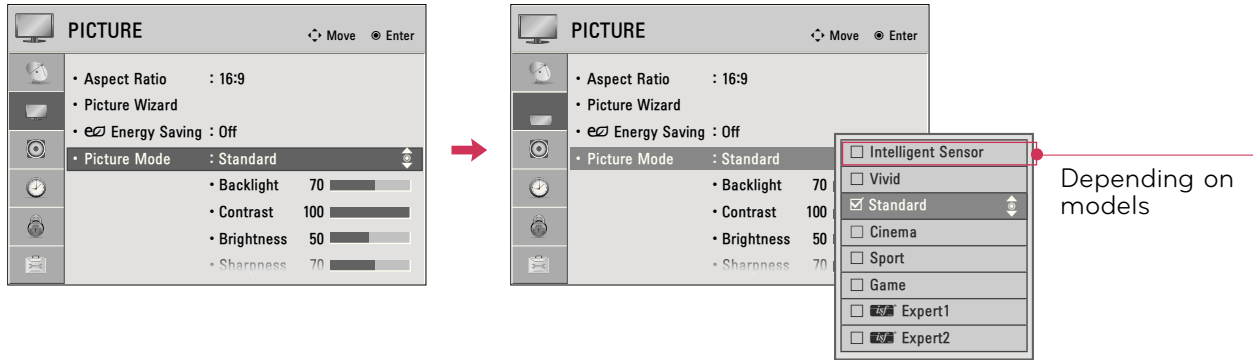 PICTURE
Move Enter
• Aspect Ratio : 16:9
• Picture Wizard
• Energy Saving : Off
• Picture Mode : Standard
• Backlight 70
• Contrast 100
• Brightness 50
• Sharpness 70
PICTURE
Move Enter
• Aspect Ratio : 16:9
• Picture Wizard
• Energy Saving : Off
• Picture Mode : Standard
• Backlight 70
• Contrast 100
• Brightness 50
• Sharpness 70
Intelligent Sensor
Vivid
Standard
Cinema
Sport
Game
isf Expert1
isf Expert2
Depending on
models